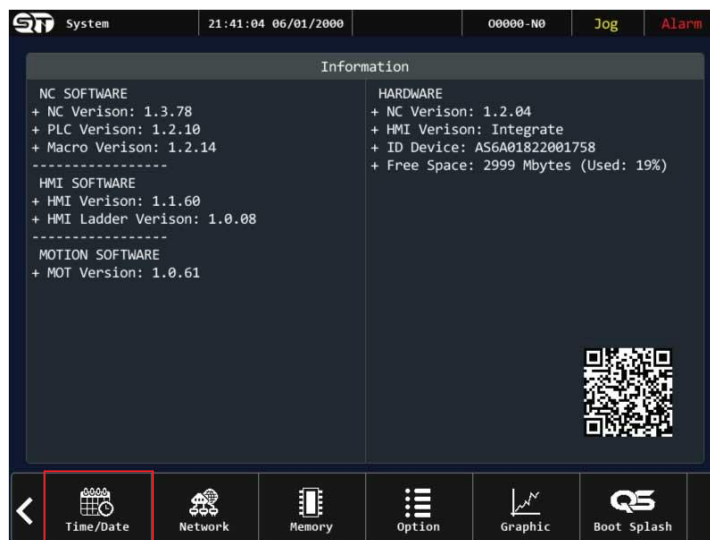 STT System 21:41:04 06/01/2000 O0000-N0 Jog Alarm
Information
NC SOFTWARE
+ NC Verison: 1.3.78
+ PLC Verison: 1.2.10
+ Macro Verison: 1.2.14
-----------------
HMI SOFTWARE
+ HMI Verison: 1.1.60
+ HMI Ladder Verison: 1.0.08
-----------------
MOTION SOFTWARE
+ MOT Version: 1.0.61
HARDWARE
+ NC Verison: 1.2.04
+ HMI Verison: Integrate
+ ID Device: AS6A01822001758
+ Free Space: 2999 Mbytes (Used: 19%)
Time/Date
Network
Memory
Option
Graphic
QS
Boot Splash